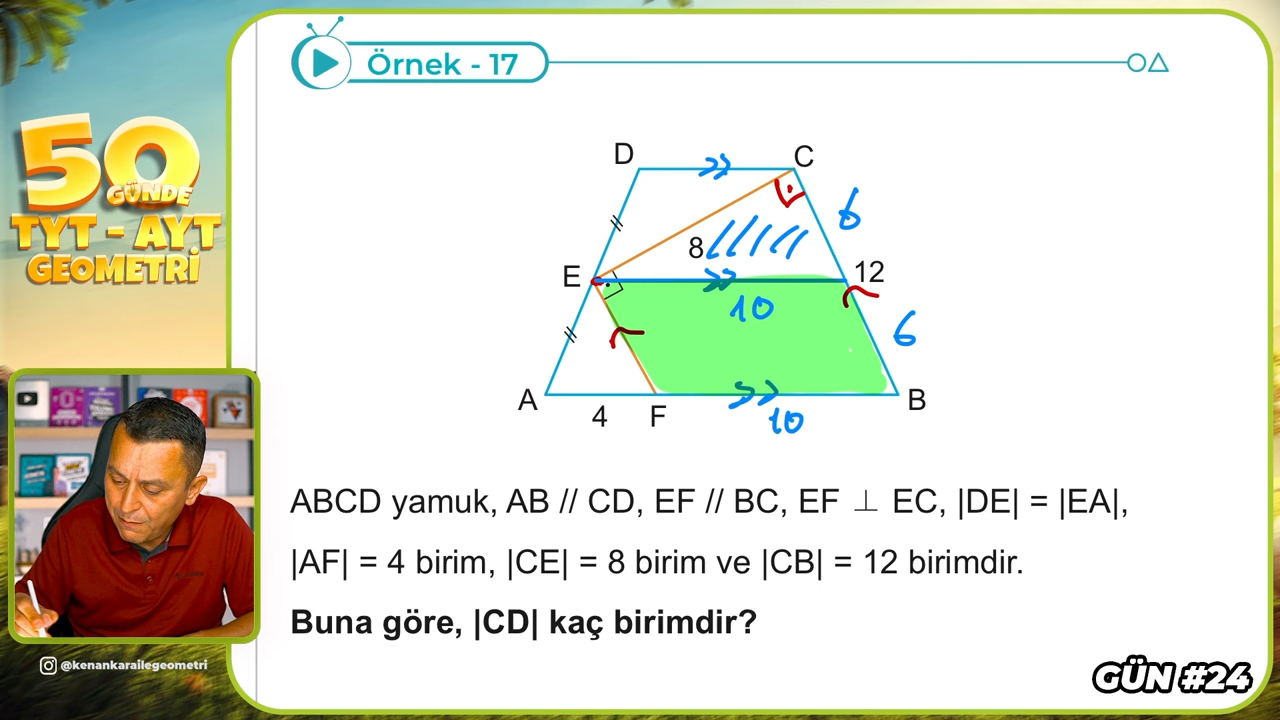 Örnek - 17
50
GÜNDE
TYT - AYT
GEOMETRİ
D
C
6
8
E
12
10
6
A
4
F
10
B
ABCD yamuk, AB // CD, EF // BC, EF ⊥ EC, |DE| = |EA|,
|AF| = 4 birim, |CE| = 8 birim ve |CB| = 12 birimdir.
Buna göre, |CD| kaç birimdir?
@kenankarailegeometri
GÜN #24